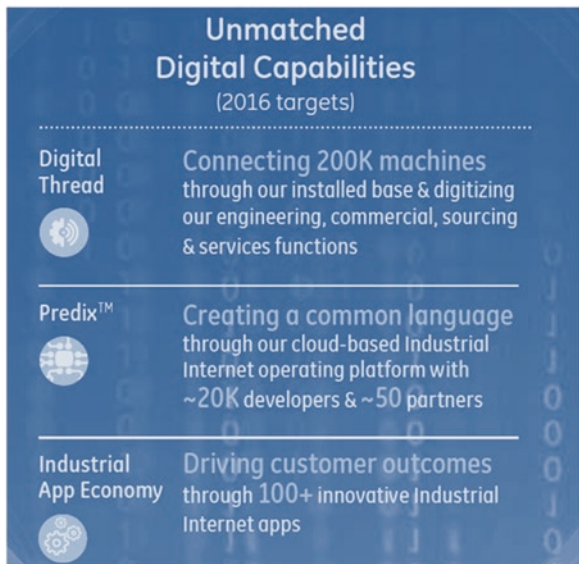 Unmatched
Digital Capabilities
(2016 targets)
Digital
Thread
Connecting 200K machines
through our installed base & digitizing
our engineering, commercial, sourcing
& services functions
Predix™
Creating a common language
through our cloud-based Industrial
Internet operating platform with
~20K developers & ~50 partners
Industrial
App Economy
Driving customer outcomes
through 100+ innovative Industrial
Internet apps